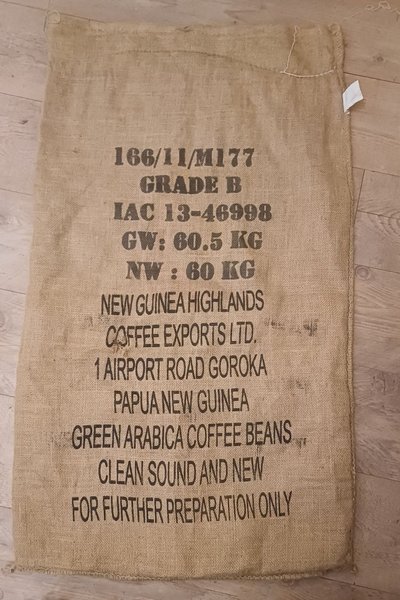 166/11/M177
GRADE B
IAC 13-46998
GW: 60.5 KG
NW : 60 KG
NEW GUINEA HIGHLANDS
COFFEE EXPORTS LTD.
1 AIRPORT ROAD GOROKA
PAPUA NEW GUINEA
GREEN ARABICA COFFEE BEANS
CLEAN SOUND AND NEW
FOR FURTHER PREPARATION ONLY